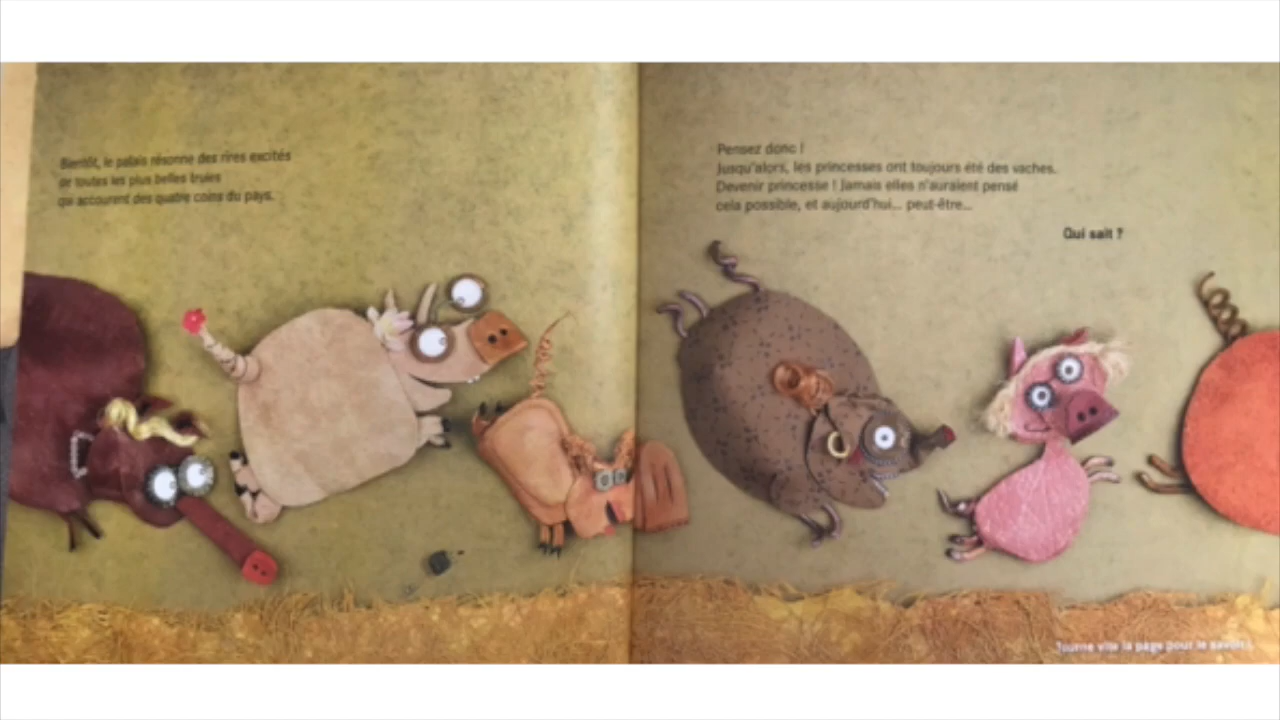 Bientôt, le palais résonne des rires excités
de toutes les plus belles truies
qui accourent des quatre coins du pays.
Pensez donc !
Jusqu'alors, les princesses ont toujours été des vaches.
Devenir princesse ! Jamais elles n'auraient pensé
cela possible, et aujourd'hui... peut-être...
Qui sait ?
Tourne vite la page pour le savoir !